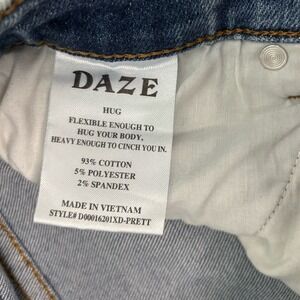 DAZE
HUG
FLEXIBLE ENOUGH TO
HUG YOUR BODY,
HEAVY ENOUGH TO CINCH YOU IN.
93% COTTON
5% POLYESTER
2% SPANDEX
MADE IN VIETNAM
STYLE# D00016201XD-PRETT